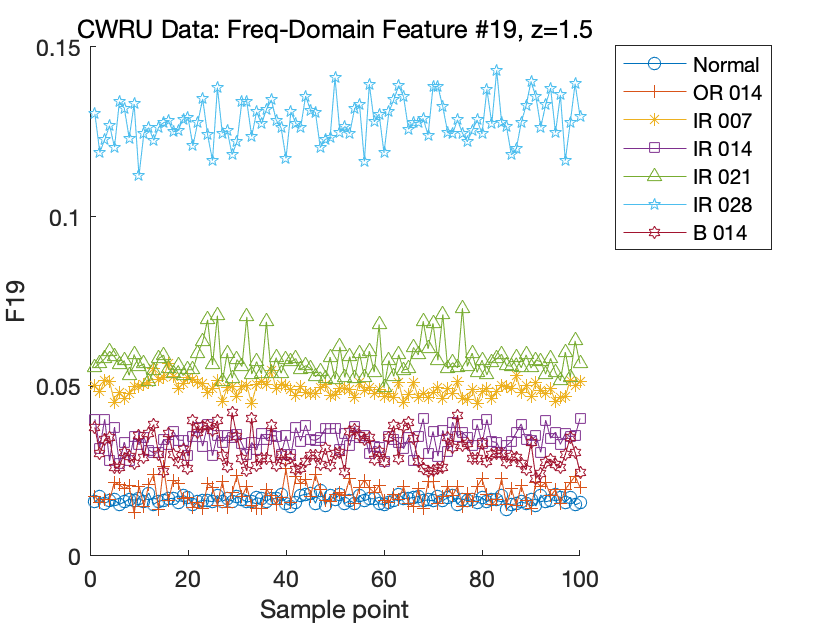 CWRU Data: Freq-Domain Feature #19, z=1.5
0.15
0.1
0.05
0
F19
0
20
40
60
80
100
Sample point
Normal
OR 014
IR 007
IR 014
IR 021
IR 028
B 014